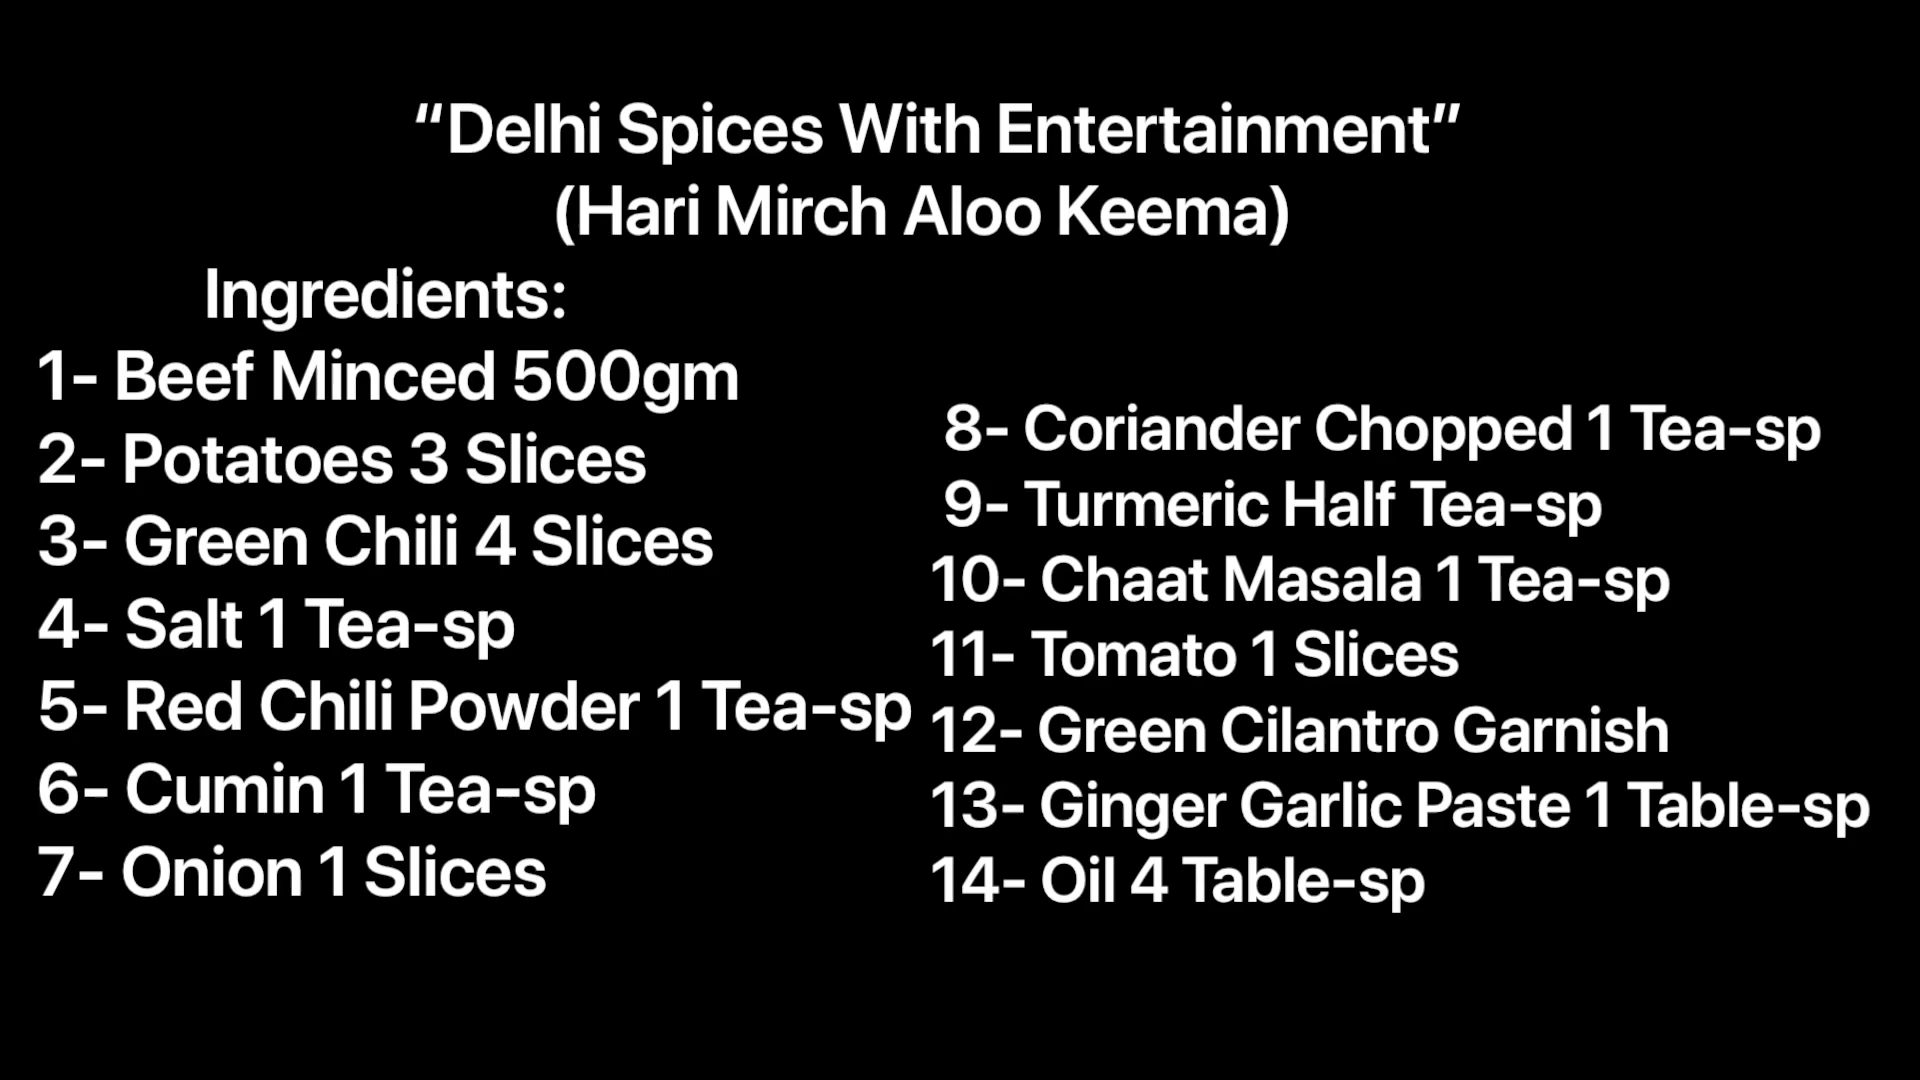 “Delhi Spices With Entertainment”
(Hari Mirch Aloo Keema)
Ingredients:
1- Beef Minced 500gm
2- Potatoes 3 Slices
3- Green Chili 4 Slices
4- Salt 1 Tea-sp
5- Red Chili Powder 1 Tea-sp
6- Cumin 1 Tea-sp
7- Onion 1 Slices
8- Coriander Chopped 1 Tea-sp
9- Turmeric Half Tea-sp
10- Chaat Masala 1 Tea-sp
11- Tomato 1 Slices
12- Green Cilantro Garnish
13- Ginger Garlic Paste 1 Table-sp
14- Oil 4 Table-sp